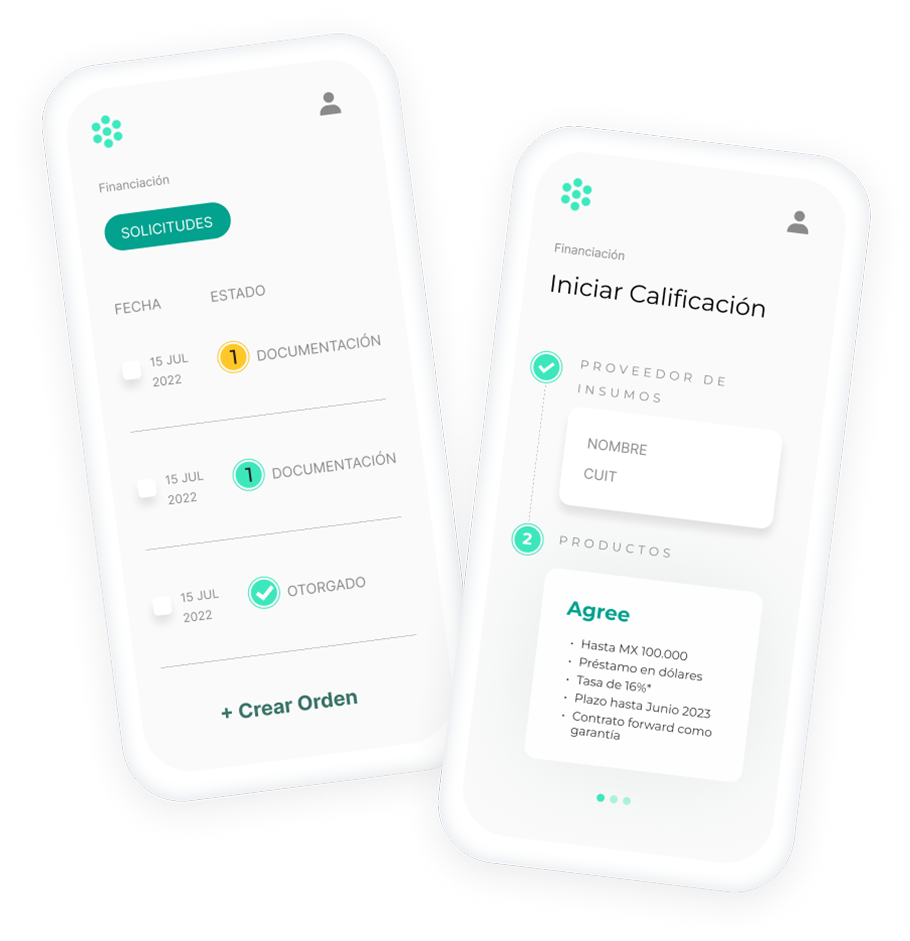 Financiación
SOLICITUDES
FECHA ESTADO
15 JUL
2022
1 DOCUMENTACIÓN
15 JUL
2022
1 DOCUMENTACIÓN
15 JUL
2022
OTORGADO
+ Crear Orden
Financiación
Iniciar Calificación
PROVEEDOR DE
INSUMOS
NOMBRE
CUIT
2 PRODUCTOS
Agree
• Hasta MX 100.000
• Préstamo en dólares
• Tasa de 16%*
• Plazo hasta Junio 2023
• Contrato forward como
garantía